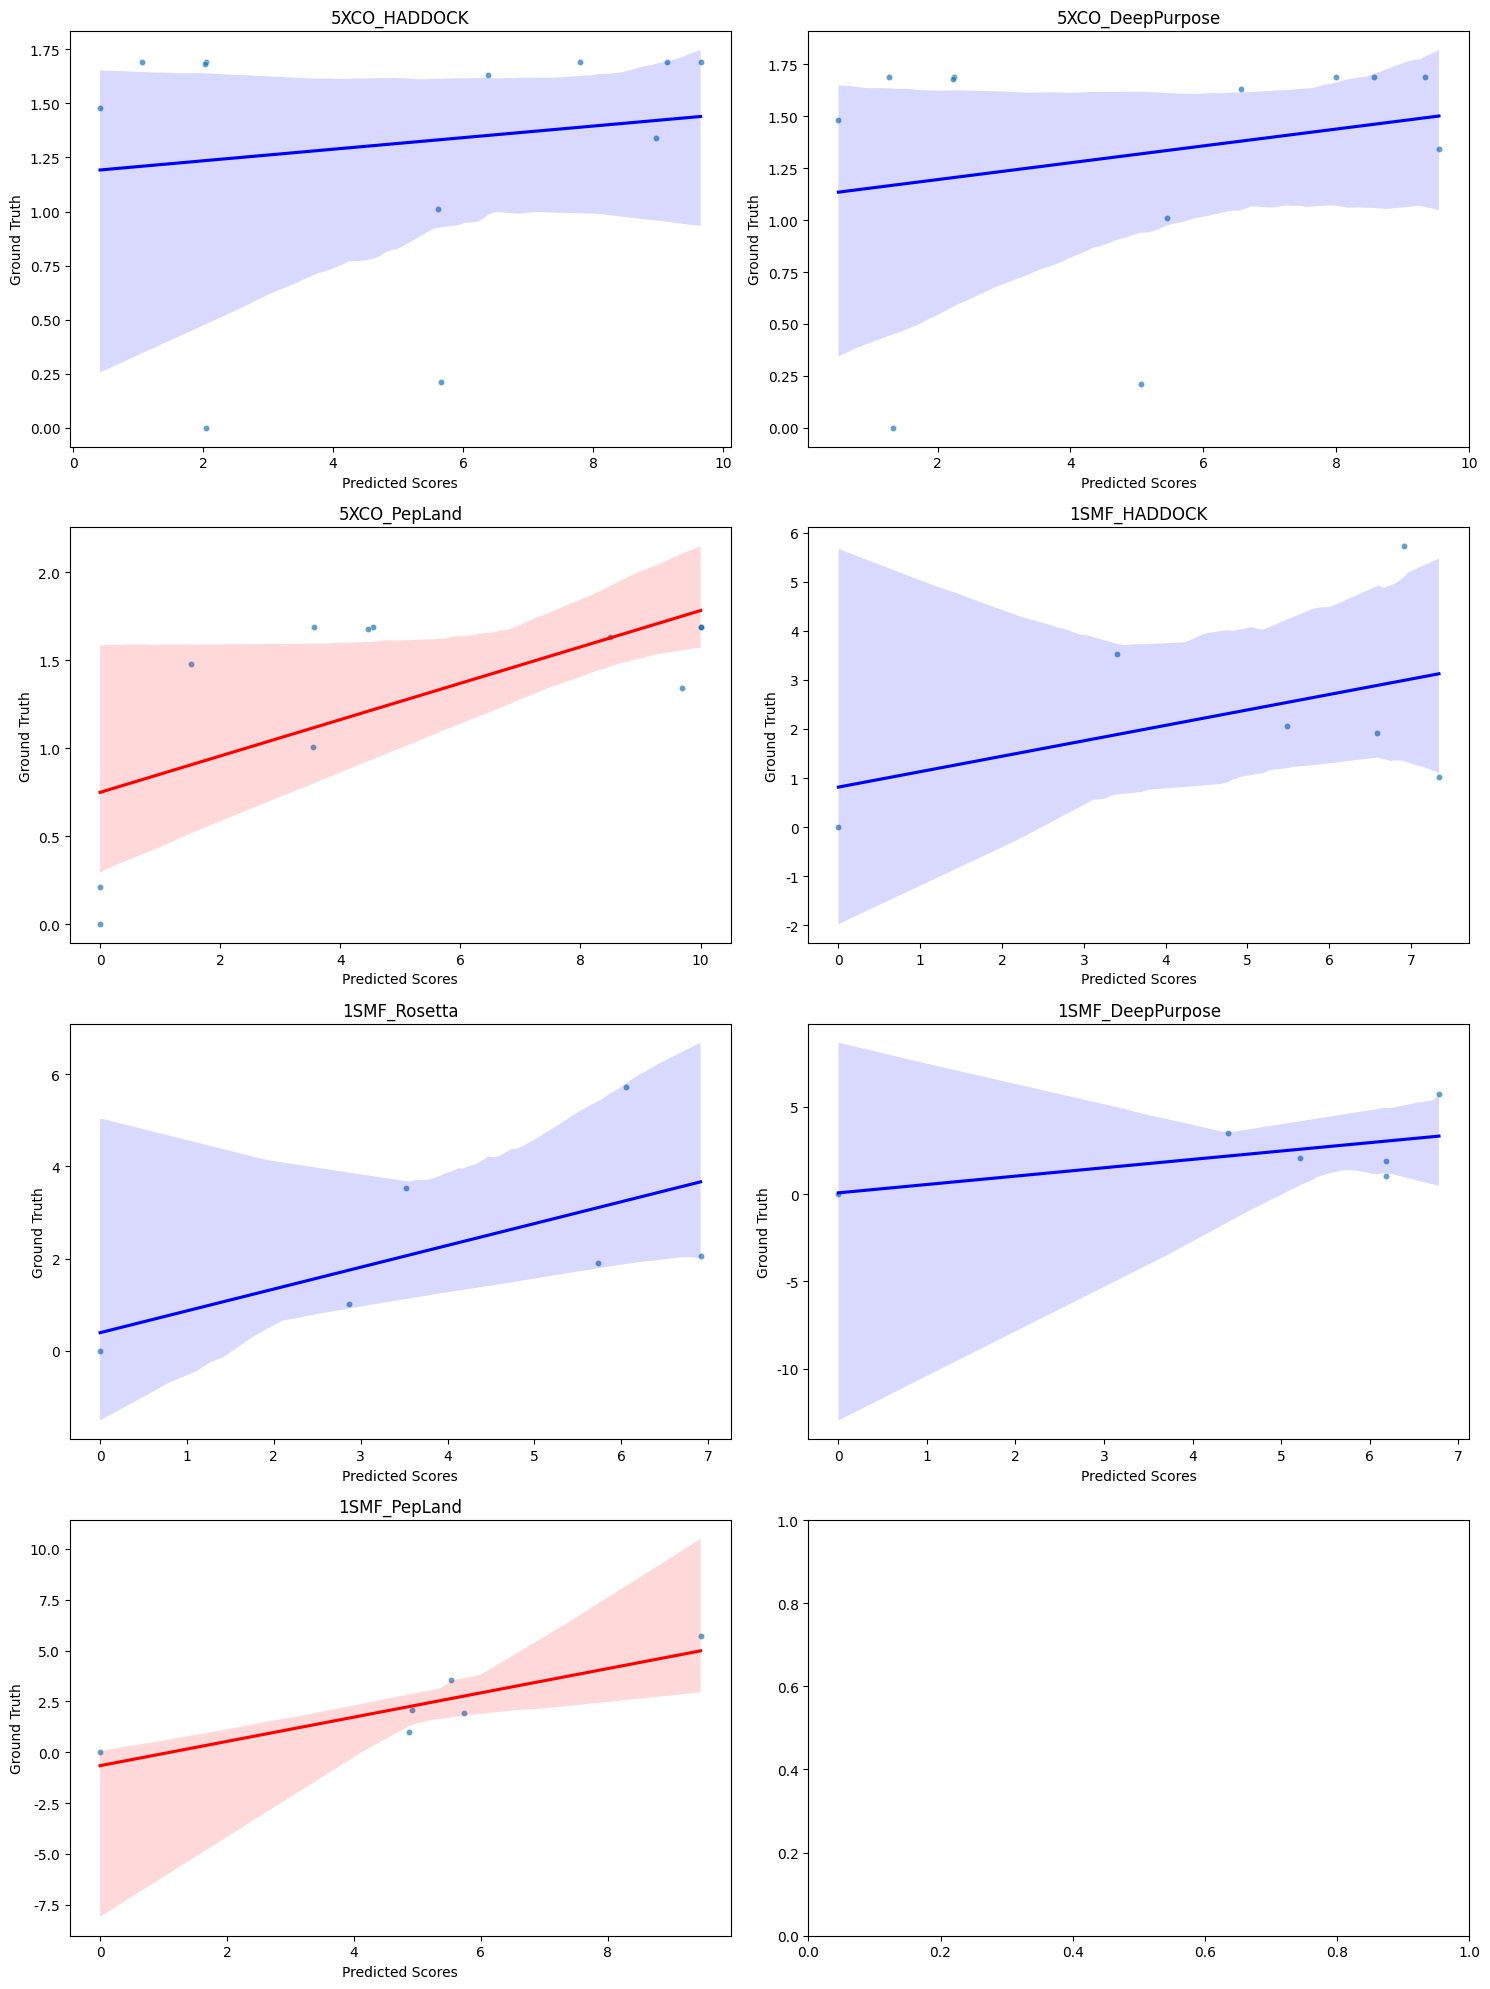 5XCO_HADDOCK
1.75
1.50
1.25
1.00
0.75
0.50
0.25
0.00
Ground Truth
0 2 4 6 8 10
Predicted Scores
5XCO_DeepPurpose
1.75
1.50
1.25
1.00
0.75
0.50
0.25
0.00
Ground Truth
2 4 6 8 10
Predicted Scores
5XCO_PepLand
2.0
1.5
1.0
0.5
0.0
Ground Truth
0 2 4 6 8 10
Predicted Scores
1SMF_HADDOCK
6
5
4
3
2
1
0
-1
-2
Ground Truth
0 1 2 3 4 5 6 7
Predicted Scores
1SMF_Rosetta
6
4
2
0
Ground Truth
0 1 2 3 4 5 6 7
Predicted Scores
1SMF_DeepPurpose
5
0
-5
-10
Ground Truth
0 1 2 3 4 5 6 7
Predicted Scores
1SMF_PepLand
10.0
7.5
5.0
2.5
0.0
-2.5
-5.0
-7.5
Ground Truth
0 2 4 6 8
Predicted Scores
1.0
0.8
0.6
0.4
0.2
0.0
0.0 0.2 0.4 0.6 0.8 1.0